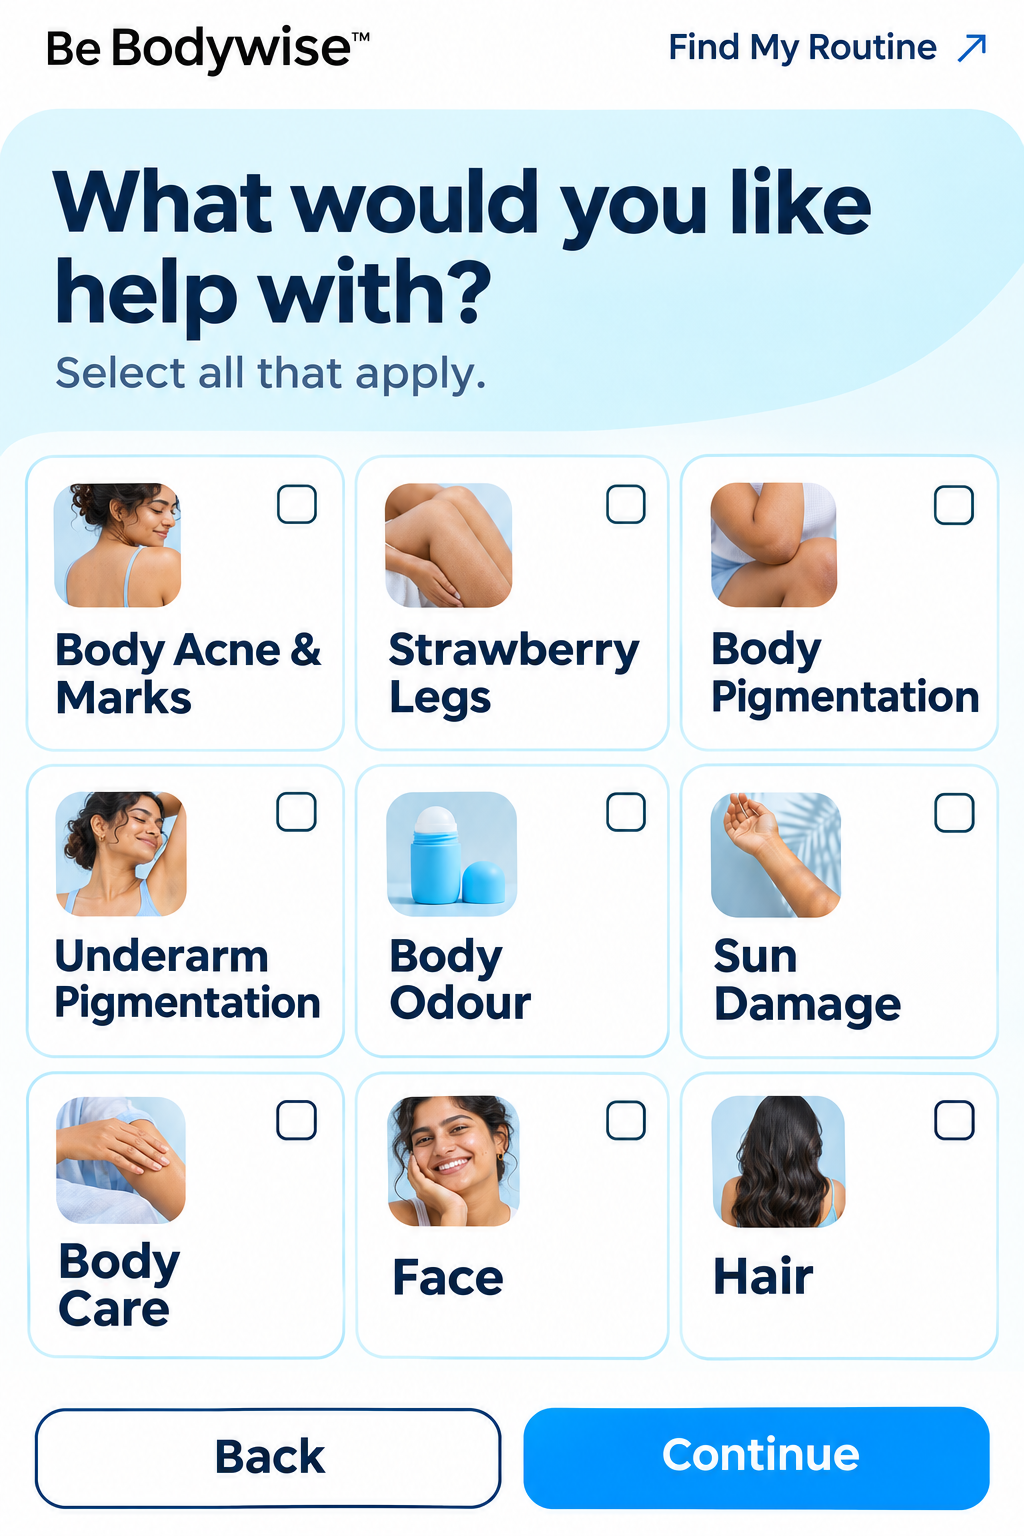 Be Bodywise™
Find My Routine
What would you like
help with?
Select all that apply.
Body Acne &
Marks
Strawberry
Legs
Body
Pigmentation
Underarm
Pigmentation
Body
Odour
Sun
Damage
Body
Care
Face
Hair
Back
Continue